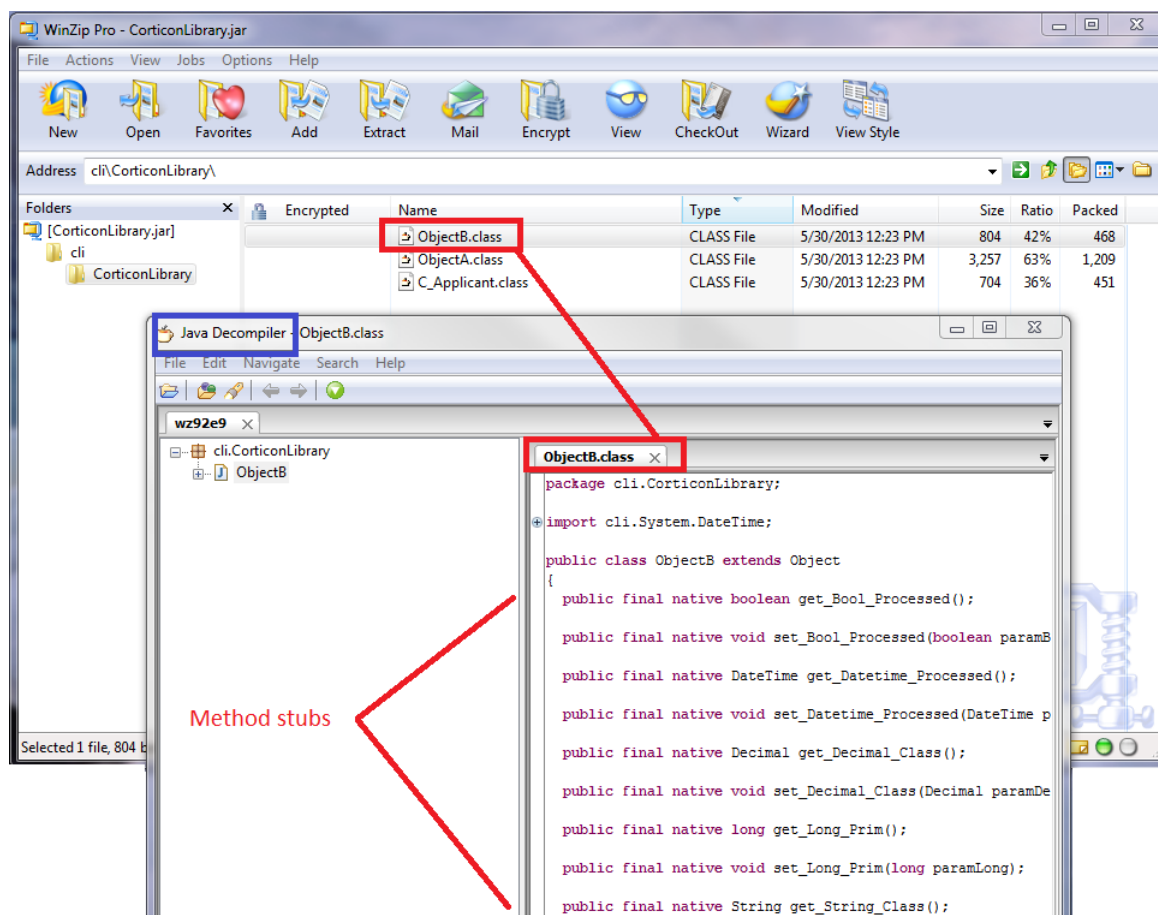 WinZip Pro - CorticonLibrary.jar
File Actions View Jobs Options Help
New Open Favorites Add Extract Mail Encrypt View CheckOut Wizard View Style
Address cli\CorticonLibrary\
Folders Encrypted Name Type Modified Size Ratio Packed
[CorticonLibrary.jar] ObjectB.class CLASS File 5/30/2013 12:23 PM 804 42% 468
cli ObjectA.class CLASS File 5/30/2013 12:23 PM 3,257 63% 1,209
CorticonLibrary C_Applicant.class CLASS File 5/30/2013 12:23 PM 704 36% 451
Java Decompiler - ObjectB.class
File Edit Navigate Search Help
wz92e9
cli.CorticonLibrary
ObjectB
ObjectB.class
package cli.CorticonLibrary;
import cli.System.DateTime;
public class ObjectB extends Object
{
public final native boolean get_Bool_Processed();
public final native void set_Bool_Processed(boolean paramB
public final native DateTime get_Datetime_Processed();
public final native void set_Datetime_Processed(DateTime p
Method stubs
public final native Decimal get_Decimal_Class();
public final native void set_Decimal_Class(Decimal paramDe
public final native long get_Long_Prim();
public final native void set_Long_Prim(long paramLong);
public final native String get_String_Class();
Selected 1 file, 804 b